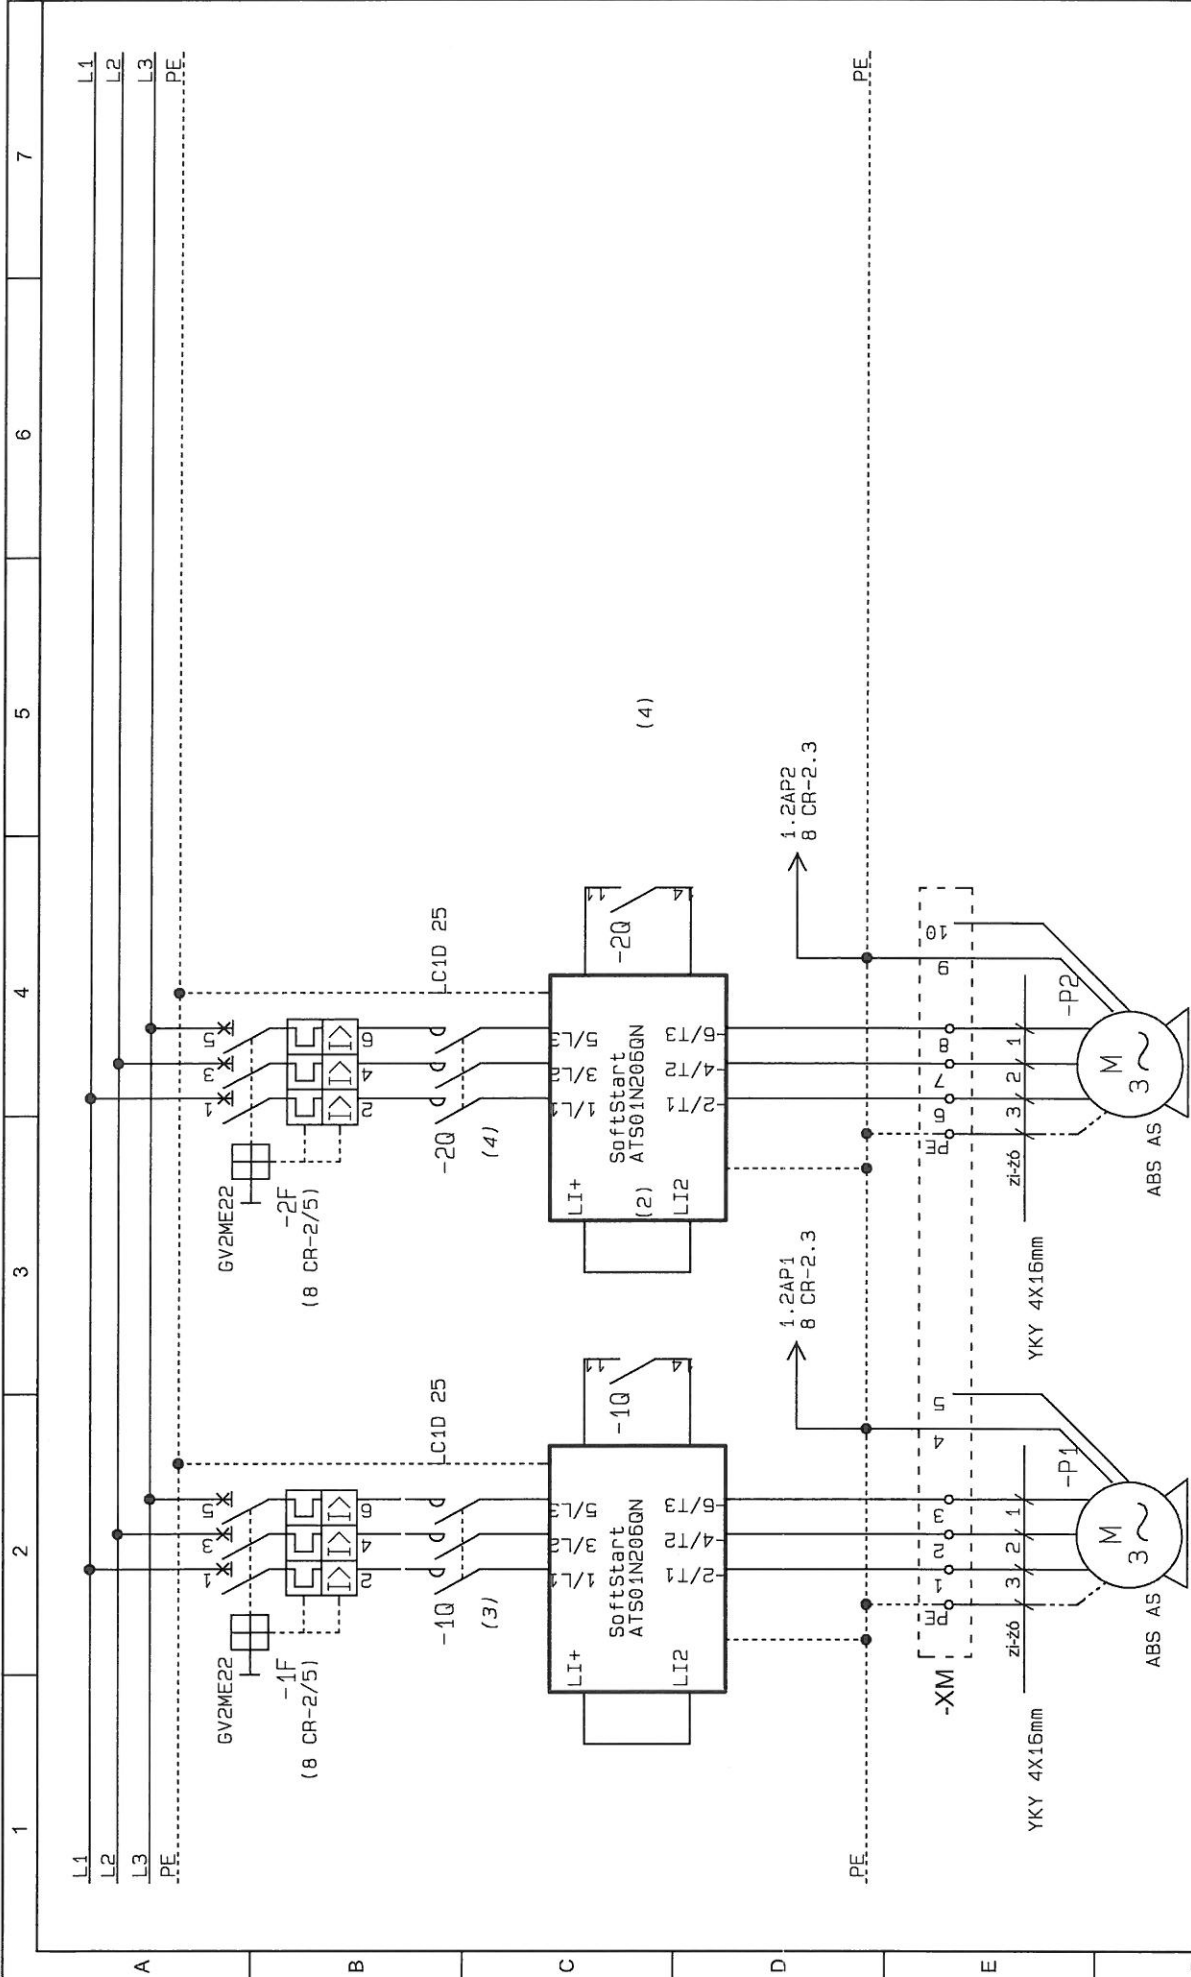 1 2 3 4 5 6 7
A
B
C
D
E
L1 L1
L2 L2
L3 L3
PE PE
GV2ME22
-1F
(8 CR-2/5)
1 3 5
2 4 6
-1Q
(3)
LC1D 25
1/L1 3/L2 5/L3
LI+
SoftStart
ATS01N206QN
LI2
2/T1 4/T2 6/T3
-1Q
11
14
1.2AP1
8 CR-2.3
GV2ME22
-2F
(8 CR-2/5)
1 3 5
2 4 6
-2Q
(4)
LC1D 25
1/L1 3/L2 5/L3
LI+
SoftStart
ATS01N206QN
(2)
LI2
2/T1 4/T2 6/T3
-2Q
11
14
(4)
1.2AP2
8 CR-2.3
PE PE
-XM
PE 1 2 3 4 5
PE 6 7 8 9 10
zi-żó 3 2 1
YKY 4X16mm
-P1
M
3~
ABS AS
zi-żó 3 2 1
YKY 4X16mm
-P2
M
3~
ABS AS